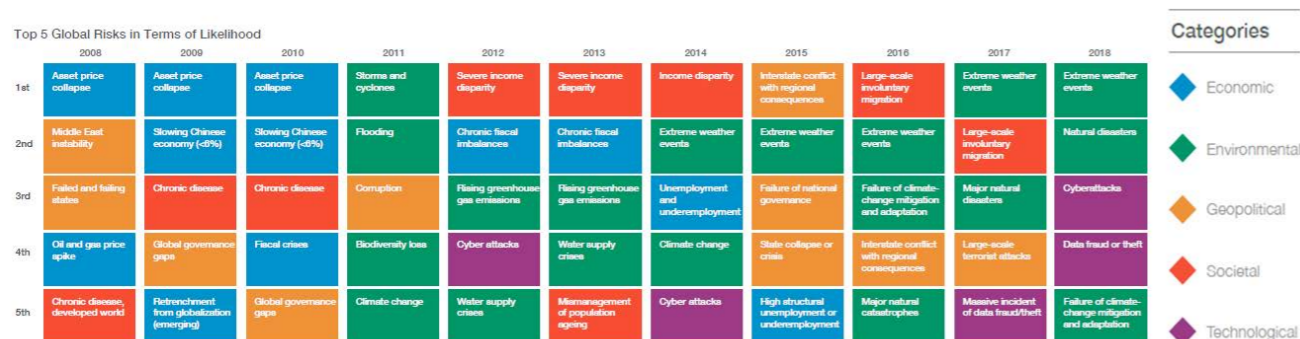 Top 5 Global Risks in Terms of Likelihood
2008 2009 2010 2011 2012 2013 2014 2015 2016 2017 2018
1st
Asset price
collapse
Asset price
collapse
Asset price
collapse
Storms and
cyclones
Severe income
disparity
Severe income
disparity
Income disparity
Interstate conflict
with regional
consequences
Large-scale
involuntary
migration
Extreme weather
events
Extreme weather
events
2nd
Middle East
instability
Slowing Chinese
economy (<6%)
Slowing Chinese
economy (<6%)
Flooding
Chronic fiscal
imbalances
Chronic fiscal
imbalances
Extreme weather
events
Extreme weather
events
Extreme weather
events
Large-scale
involuntary
migration
Natural disasters
3rd
Failed and failing
states
Chronic disease
Chronic disease
Corruption
Rising greenhouse
gas emissions
Rising greenhouse
gas emissions
Unemployment
and
underemployment
Failure of national
governance
Failure of climate-
change mitigation
and adaptation
Major natural
disasters
Cyberattacks
4th
Oil and gas price
spike
Global governance
gaps
Fiscal crises
Biodiversity loss
Cyber attacks
Water supply
crises
Climate change
State collapse or
crisis
Interstate conflict
with regional
consequences
Large-scale
terrorist attacks
Data fraud or theft
5th
Chronic disease,
developed world
Retrenchment
from globalization
(emerging)
Global governance
gaps
Climate change
Water supply
crises
Mismanagement
of population
ageing
Cyber attacks
High structural
unemployment or
underemployment
Major natural
catastrophes
Massive incident
of data fraud/theft
Failure of climate-
change mitigation
and adaptation
Categories
Economic
Environmental
Geopolitical
Societal
Technological